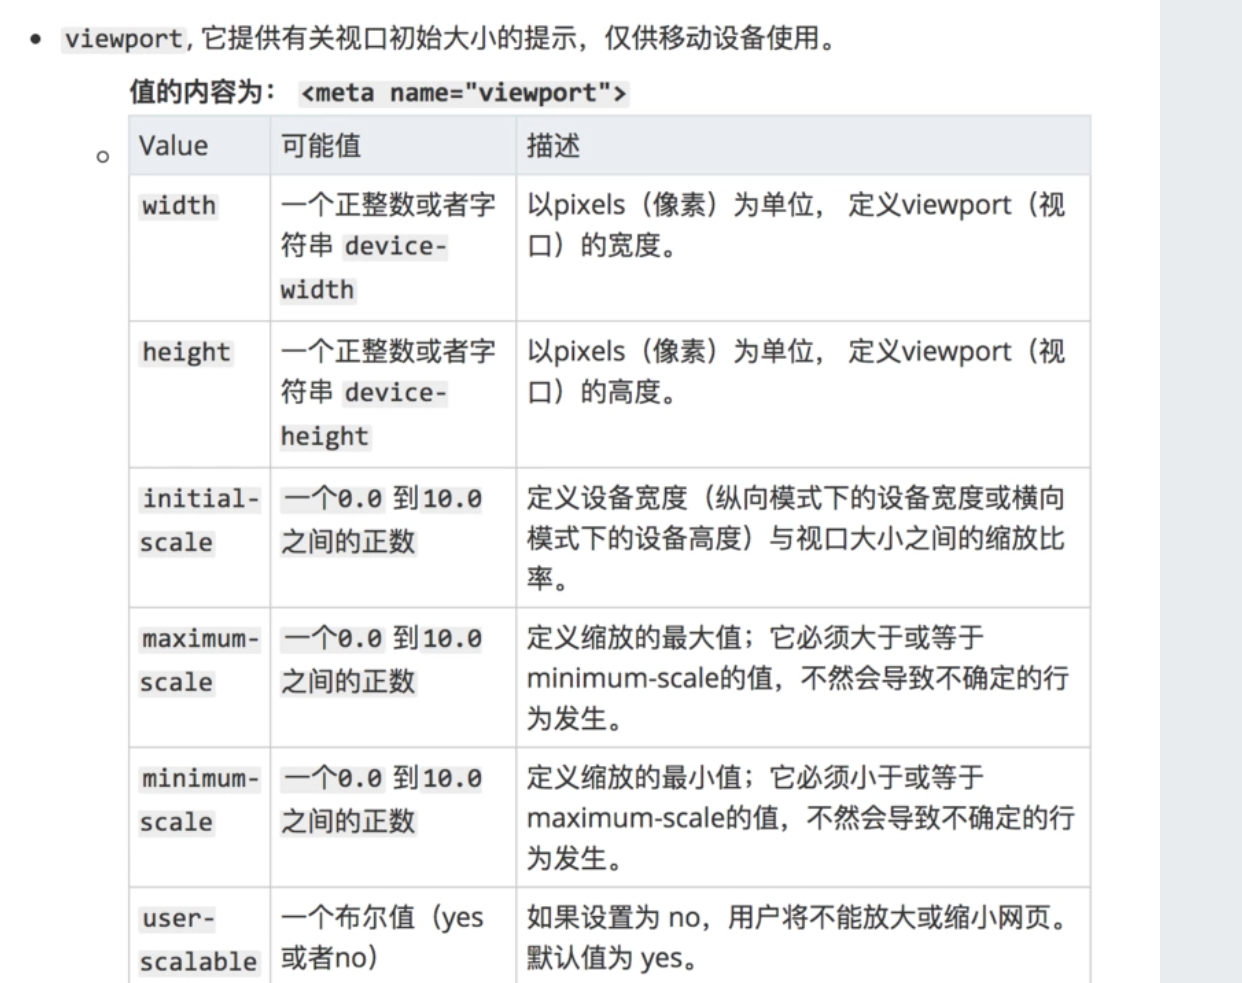 viewport, 它提供有关视口初始大小的提示，仅供移动设备使用。
值的内容为： <meta name="viewport">
Value 可能值 描述
width 一个正整数或者字 以pixels（像素）为单位， 定义viewport（视
符串 device- 口）的宽度。
width
height 一个正整数或者字 以pixels（像素）为单位， 定义viewport（视
符串 device- 口）的高度。
height
initial- 一个0.0 到10.0 定义设备宽度（纵向模式下的设备宽度或横向
scale 之间的正数 模式下的设备高度）与视口大小之间的缩放比
率。
maximum- 一个0.0 到10.0 定义缩放的最大值；它必须大于或等于
scale 之间的正数 minimum-scale的值，不然会导致不确定的行
为发生。
minimum- 一个0.0 到10.0 定义缩放的最小值；它必须小于或等于
scale 之间的正数 maximum-scale的值，不然会导致不确定的行
为发生。
user- 一个布尔值（yes 如果设置为 no，用户将不能放大或缩小网页。
scalable 或者no） 默认值为 yes。